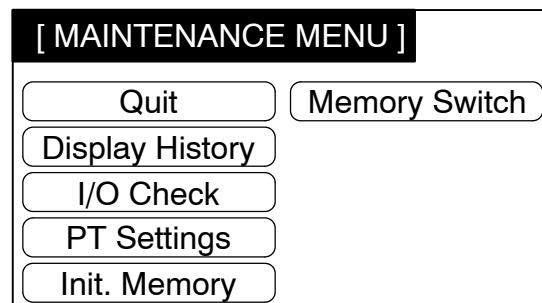 [ MAINTENANCE MENU ]
Quit
Memory Switch
Display History
I/O Check
PT Settings
Init. Memory